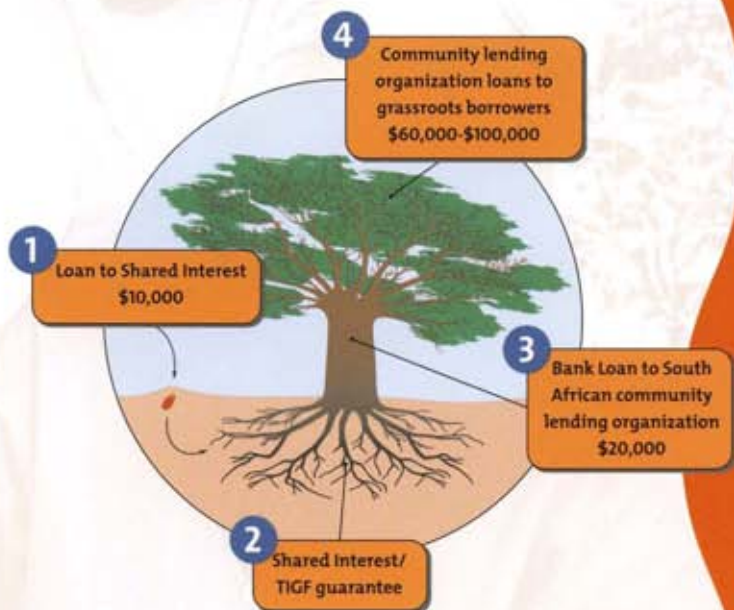 1
Loan to Shared Interest
$10,000
2
Shared Interest/
TIGF guarantee
3
Bank Loan to South
African community
lending organization
$20,000
4
Community lending
organization loans to
grassroots borrowers
$60,000-$100,000